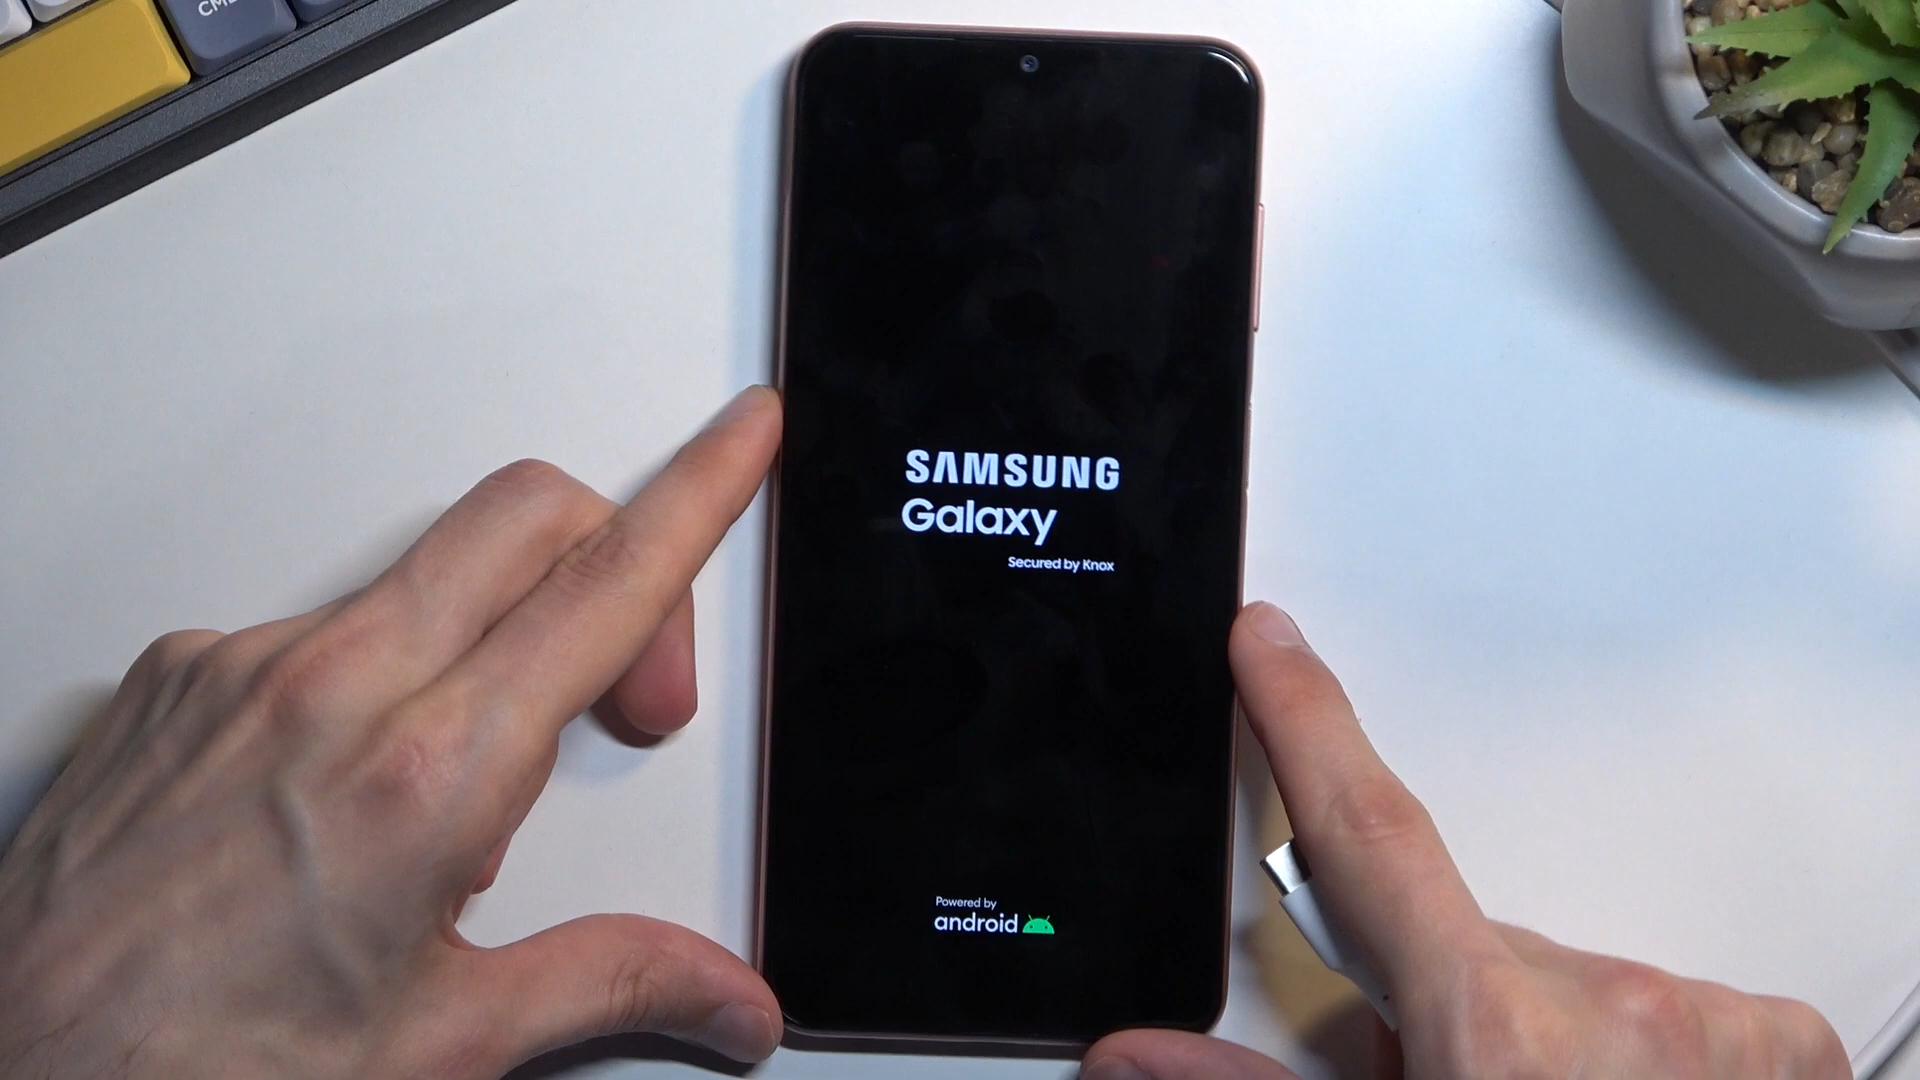 SAMSUNG
Galaxy
Secured by Knox
Powered by
android